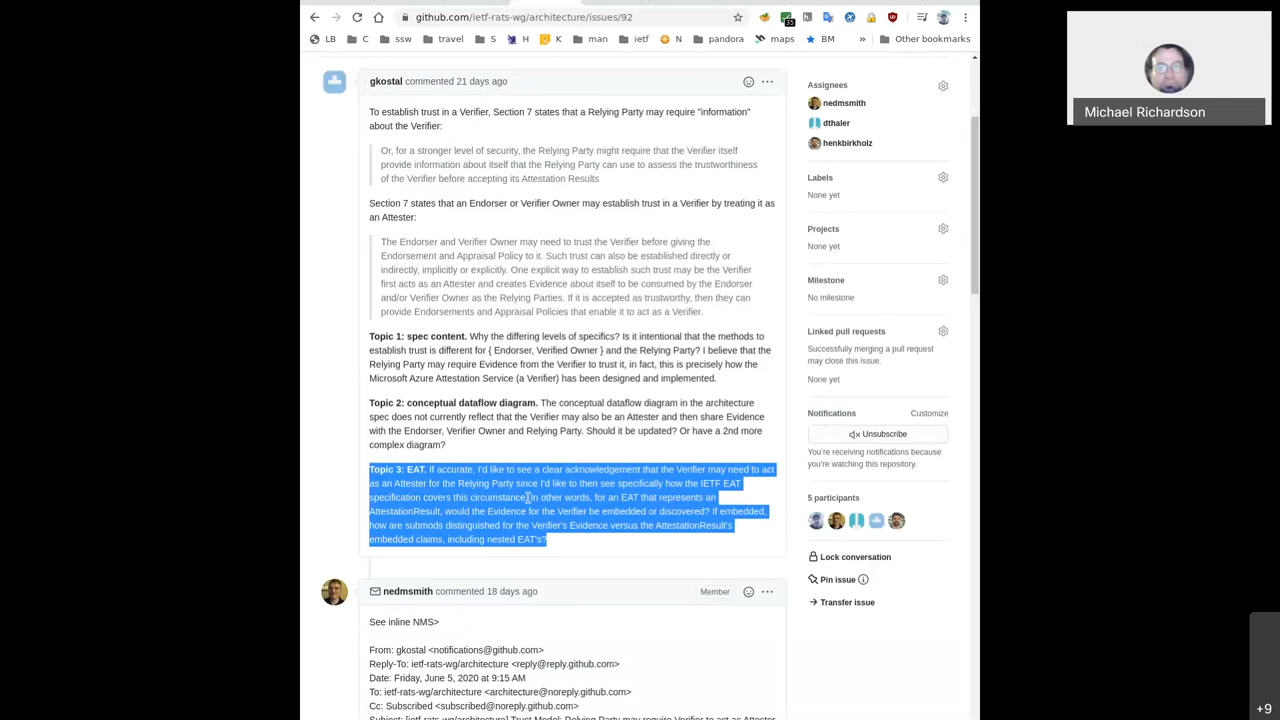 github.com/ietf-rats-wg/architecture/issues/92
35
LB C ssw travel S H K man ietf N pandora maps BM » Other bookmarks
gkostal commented 21 days ago
To establish trust in a Verifier, Section 7 states that a Relying Party may require "information"
about the Verifier:
Or, for a stronger level of security, the Relying Party might require that the Verifier itself
provide information about itself that the Relying Party can use to assess the trustworthiness
of the Verifier before accepting its Attestation Results
Section 7 states that an Endorser or Verifier Owner may establish trust in a Verifier by treating it as
an Attester:
The Endorser and Verifier Owner may need to trust the Verifier before giving the
Endorsement and Appraisal Policy to it. Such trust can also be established directly or
indirectly, implicitly or explicitly. One explicit way to establish such trust may be the Verifier
first acts as an Attester and creates Evidence about itself to be consumed by the Endorser
and/or Verifier Owner as the Relying Parties. If it is accepted as trustworthy, then they can
provide Endorsements and Appraisal Policies that enable it to act as a Verifier.
Topic 1: spec content. Why the differing levels of specifics? Is it intentional that the methods to
establish trust is different for { Endorser, Verified Owner } and the Relying Party? I believe that the
Relying Party may require Evidence from the Verifier to trust it, in fact, this is precisely how the
Microsoft Azure Attestation Service (a Verifier) has been designed and implemented.
Topic 2: conceptual dataflow diagram. The conceptual dataflow diagram in the architecture
spec does not currently reflect that the Verifier may also be an Attester and then share Evidence
with the Endorser, Verifier Owner and Relying Party. Should it be updated? Or have a 2nd more
complex diagram?
Topic 3: EAT. If accurate, I'd like to see a clear acknowledgement that the Verifier may need to act
as an Attester for the Relying Party since I'd like to then see specifically how the IETF EAT
specification covers this circumstance. In other words, for an EAT that represents an
AttestationResult, would the Evidence for the Verifier be embedded or discovered? If embedded,
how are submods distinguished for the Verifier's Evidence versus the AttestationResult's
embedded claims, including nested EAT's?
nedmsmith commented 18 days ago Member
See inline NMS>
From: gkostal <notifications@github.com>
Reply-To: ietf-rats-wg/architecture <reply@reply.github.com>
Date: Friday, June 5, 2020 at 9:15 AM
To: ietf-rats-wg/architecture <architecture@noreply.github.com>
Cc: Subscribed <subscribed@noreply.github.com>
Subject: [ietf-rats-wg/architecture] Trust Model: Relying Party may require Verifier to act as Attester
Assignees
nedmsmith
dthaler
henkbirkholz
Labels
None yet
Projects
None yet
Milestone
No milestone
Linked pull requests
Successfully merging a pull request
may close this issue.
None yet
Notifications Customize
Unsubscribe
You're receiving notifications because
you're watching this repository.
5 participants
Lock conversation
Pin issue
Transfer issue
Michael Richardson
+9